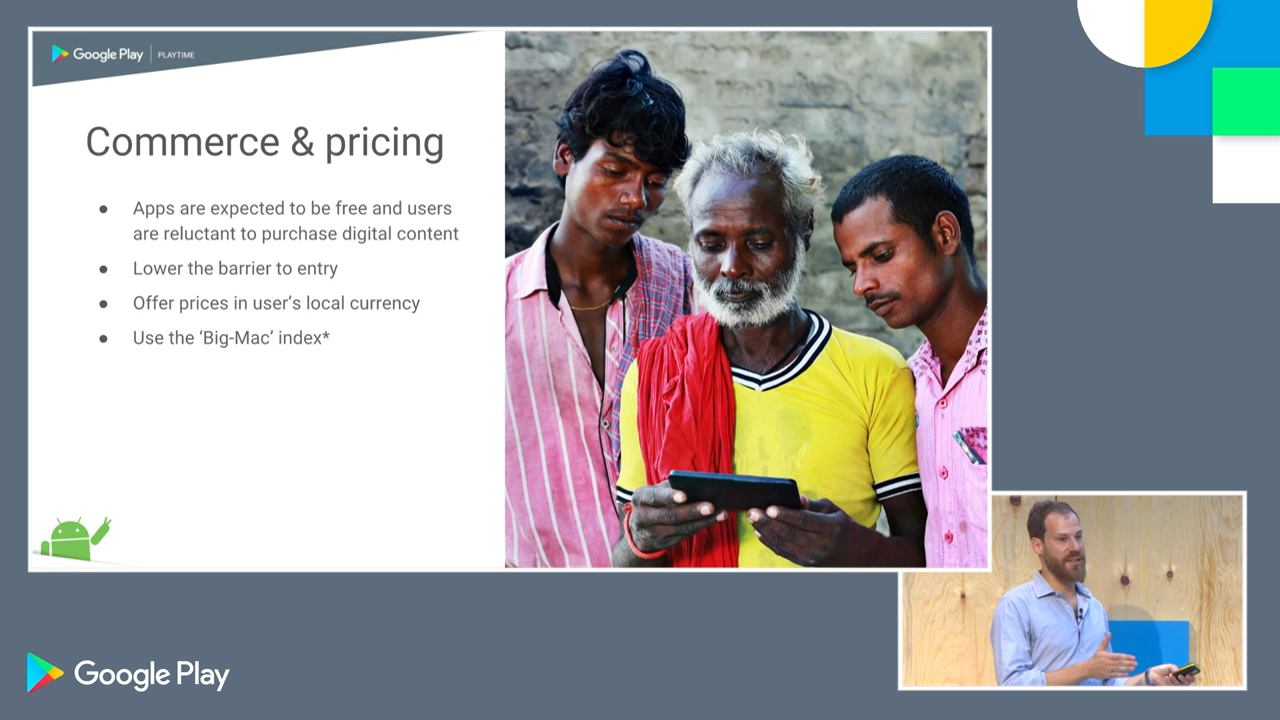 Google Play | PLAYTIME
Commerce & pricing
● Apps are expected to be free and users
are reluctant to purchase digital content
● Lower the barrier to entry
● Offer prices in user’s local currency
● Use the ‘Big-Mac’ index*
Google Play